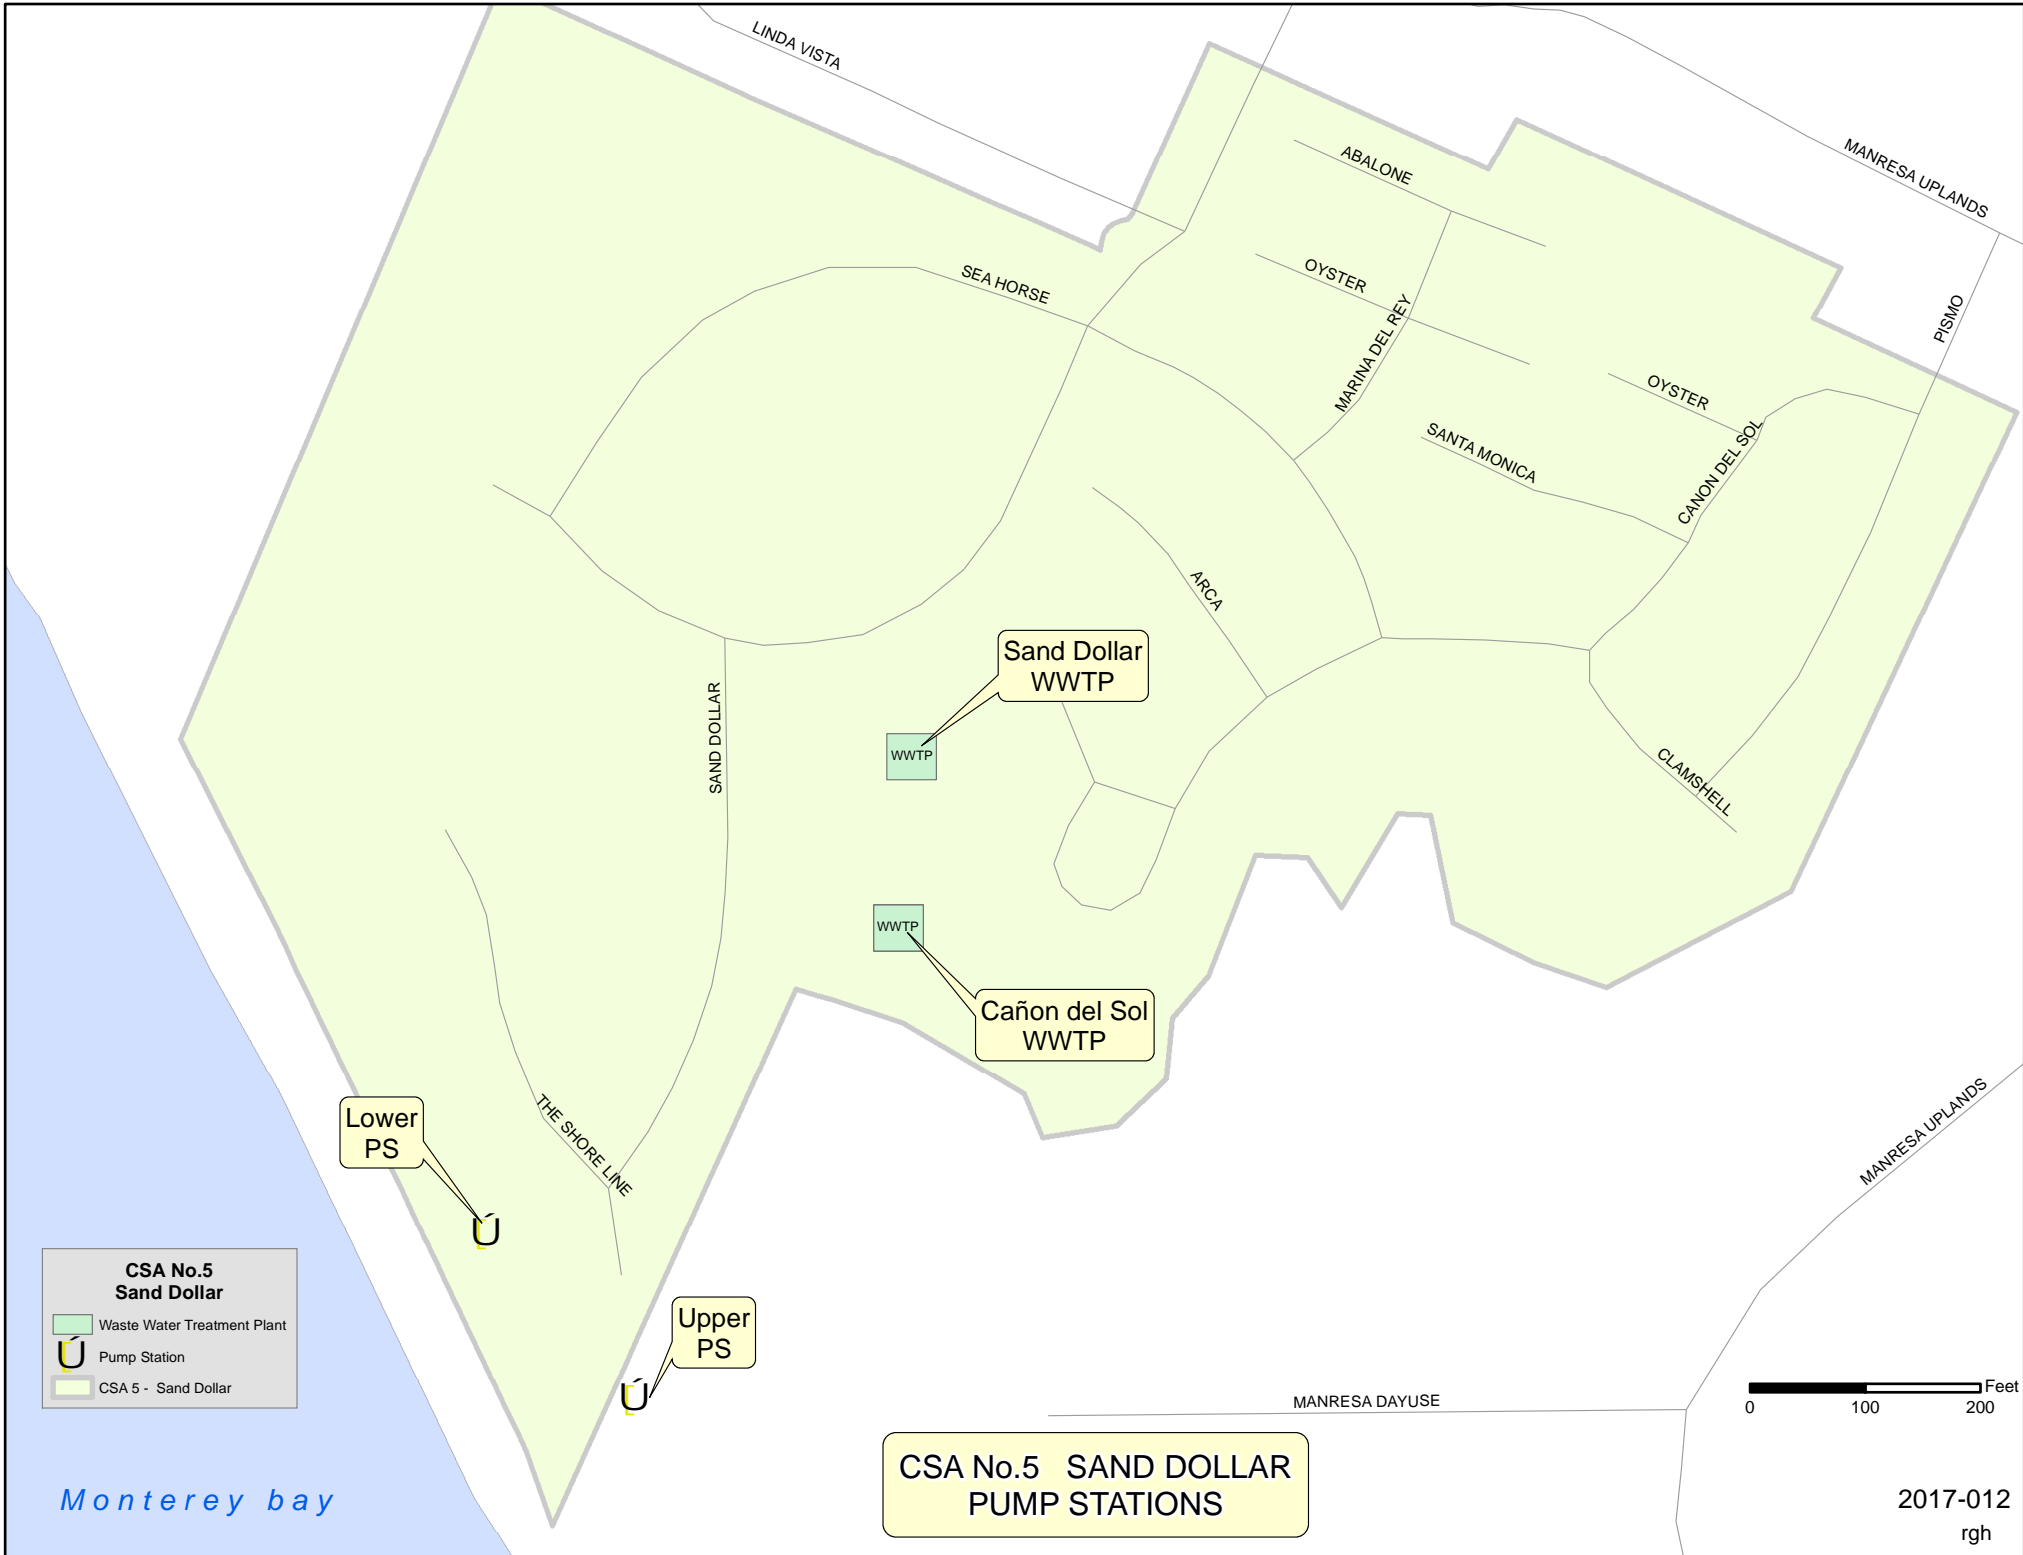 LINDA VISTA
MANRESA UPLANDS
ABALONE
SEA HORSE
OYSTER
MARINA DEL REY
PISMO
OYSTER
SANTA MONICA
CANON DEL SOL
ARCA
Sand Dollar
WWTP
SAND DOLLAR
WWTP
CLAMSHELL
WWTP
Cañon del Sol
WWTP
Lower
PS
THE SHORE LINE
MANRESA UPLANDS
Ú
CSA No.5
Sand Dollar
Waste Water Treatment Plant
Ú Pump Station
CSA 5 - Sand Dollar
Upper
PS
Ú
MANRESA DAYUSE
Feet
0 100 200
CSA No.5 SAND DOLLAR
PUMP STATIONS
Monterey bay
2017-012
rgh